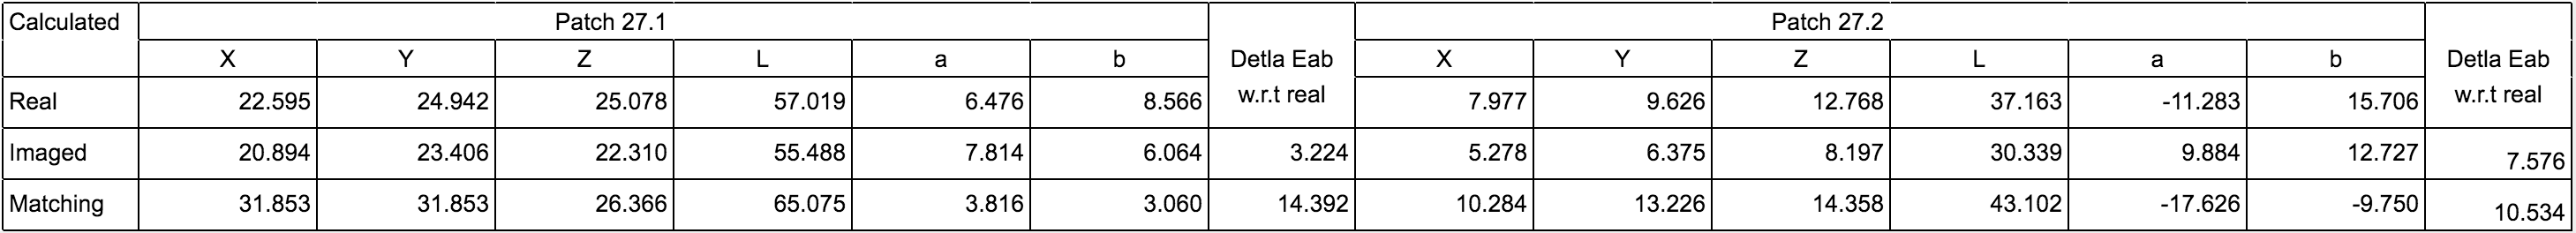 Calculated Patch 27.1 Detla Eab w.r.t real Patch 27.2 Detla Eab w.r.t real
X Y Z L a b X Y Z L a b
Real 22.595 24.942 25.078 57.019 6.476 8.566 7.977 9.626 12.768 37.163 -11.283 15.706
Imaged 20.894 23.406 22.310 55.488 7.814 6.064 3.224 5.278 6.375 8.197 30.339 9.884 12.727 7.576
Matching 31.853 31.853 26.366 65.075 3.816 3.060 14.392 10.284 13.226 14.358 43.102 -17.626 -9.750 10.534